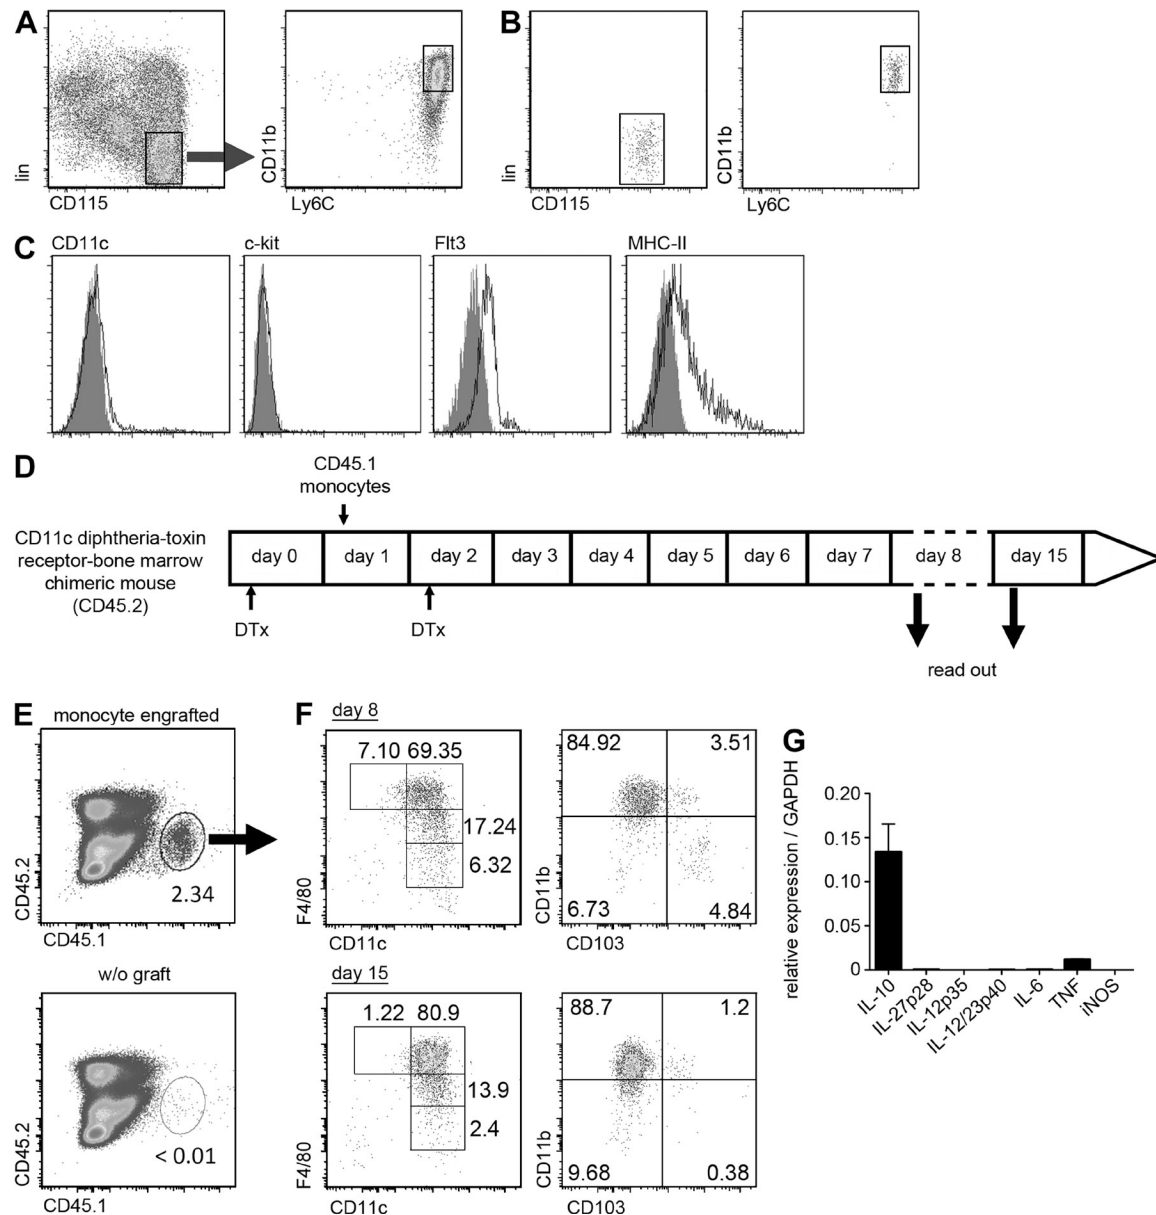 A
lin
CD115
CD11b
Ly6C
B
lin
CD115
CD11b
Ly6C
C
CD11c
c-kit
Flt3
MHC-II
D
CD45.1
monocytes
CD11c diphtheria-toxin
receptor-bone marrow
chimeric mouse
(CD45.2)
day 0
day 1
day 2
day 3
day 4
day 5
day 6
day 7
day 8
day 15
DTx
DTx
read out
E
monocyte engrafted
CD45.2
2.34
CD45.1
w/o graft
CD45.2
< 0.01
CD45.1
F
day 8
7.10 69.35
17.24
6.32
F4/80
CD11c
84.92 3.51
6.73 4.84
CD11b
CD103
day 15
1.22 80.9
13.9
2.4
F4/80
CD11c
88.7 1.2
9.68 0.38
CD11b
CD103
G
relative expression / GAPDH
0.20
0.15
0.10
0.05
0
IL-10
IL-27p28
IL-12p35
IL-12/23p40
IL-6
TNF
iNOS